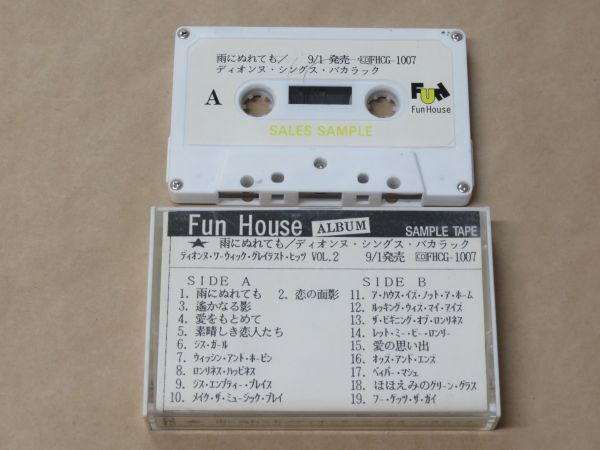 雨にぬれても／ 9/1 発売 CD FHCG-1007
ディオンヌ・シングス・バカラック
A
Fun
Fun House
SALES SAMPLE
Fun House ALBUM SAMPLE TAPE
★ 雨にぬれても／ディオンヌ・シングス・バカラック
ディオンヌ・ワーウィック・グレイテスト・ヒッツ VOL.2 9/1発売 CD FHCG-1007
SIDE A
1. 雨にぬれても 2. 恋の面影
3. 遥かなる影
4. 愛をもとめて
5. 素晴しき恋人たち
6. ジス・ガール
7. ウィッシン・アント・ホーピン
8. ロンリネス・ハッピネス
9. ジス・エンプティー・プレイス
10. メイク・ザ・ミュージック・プレイ
SIDE B
11. ア・ハウス・イズ・ノット・ア・ホーム
12. ルッキング・ウィズ・マイ・アイズ
13. ザ・ビギニング・オブ・ロンリネス
14. レット・ミー・ビー・ロンリー
15. 愛の思い出
16. オッズ・アンド・エンズ
17. ペイパー・マシェ
18. ほほえみのグリーン・グラス
19. フー・ゲッツ・ザ・ガイ